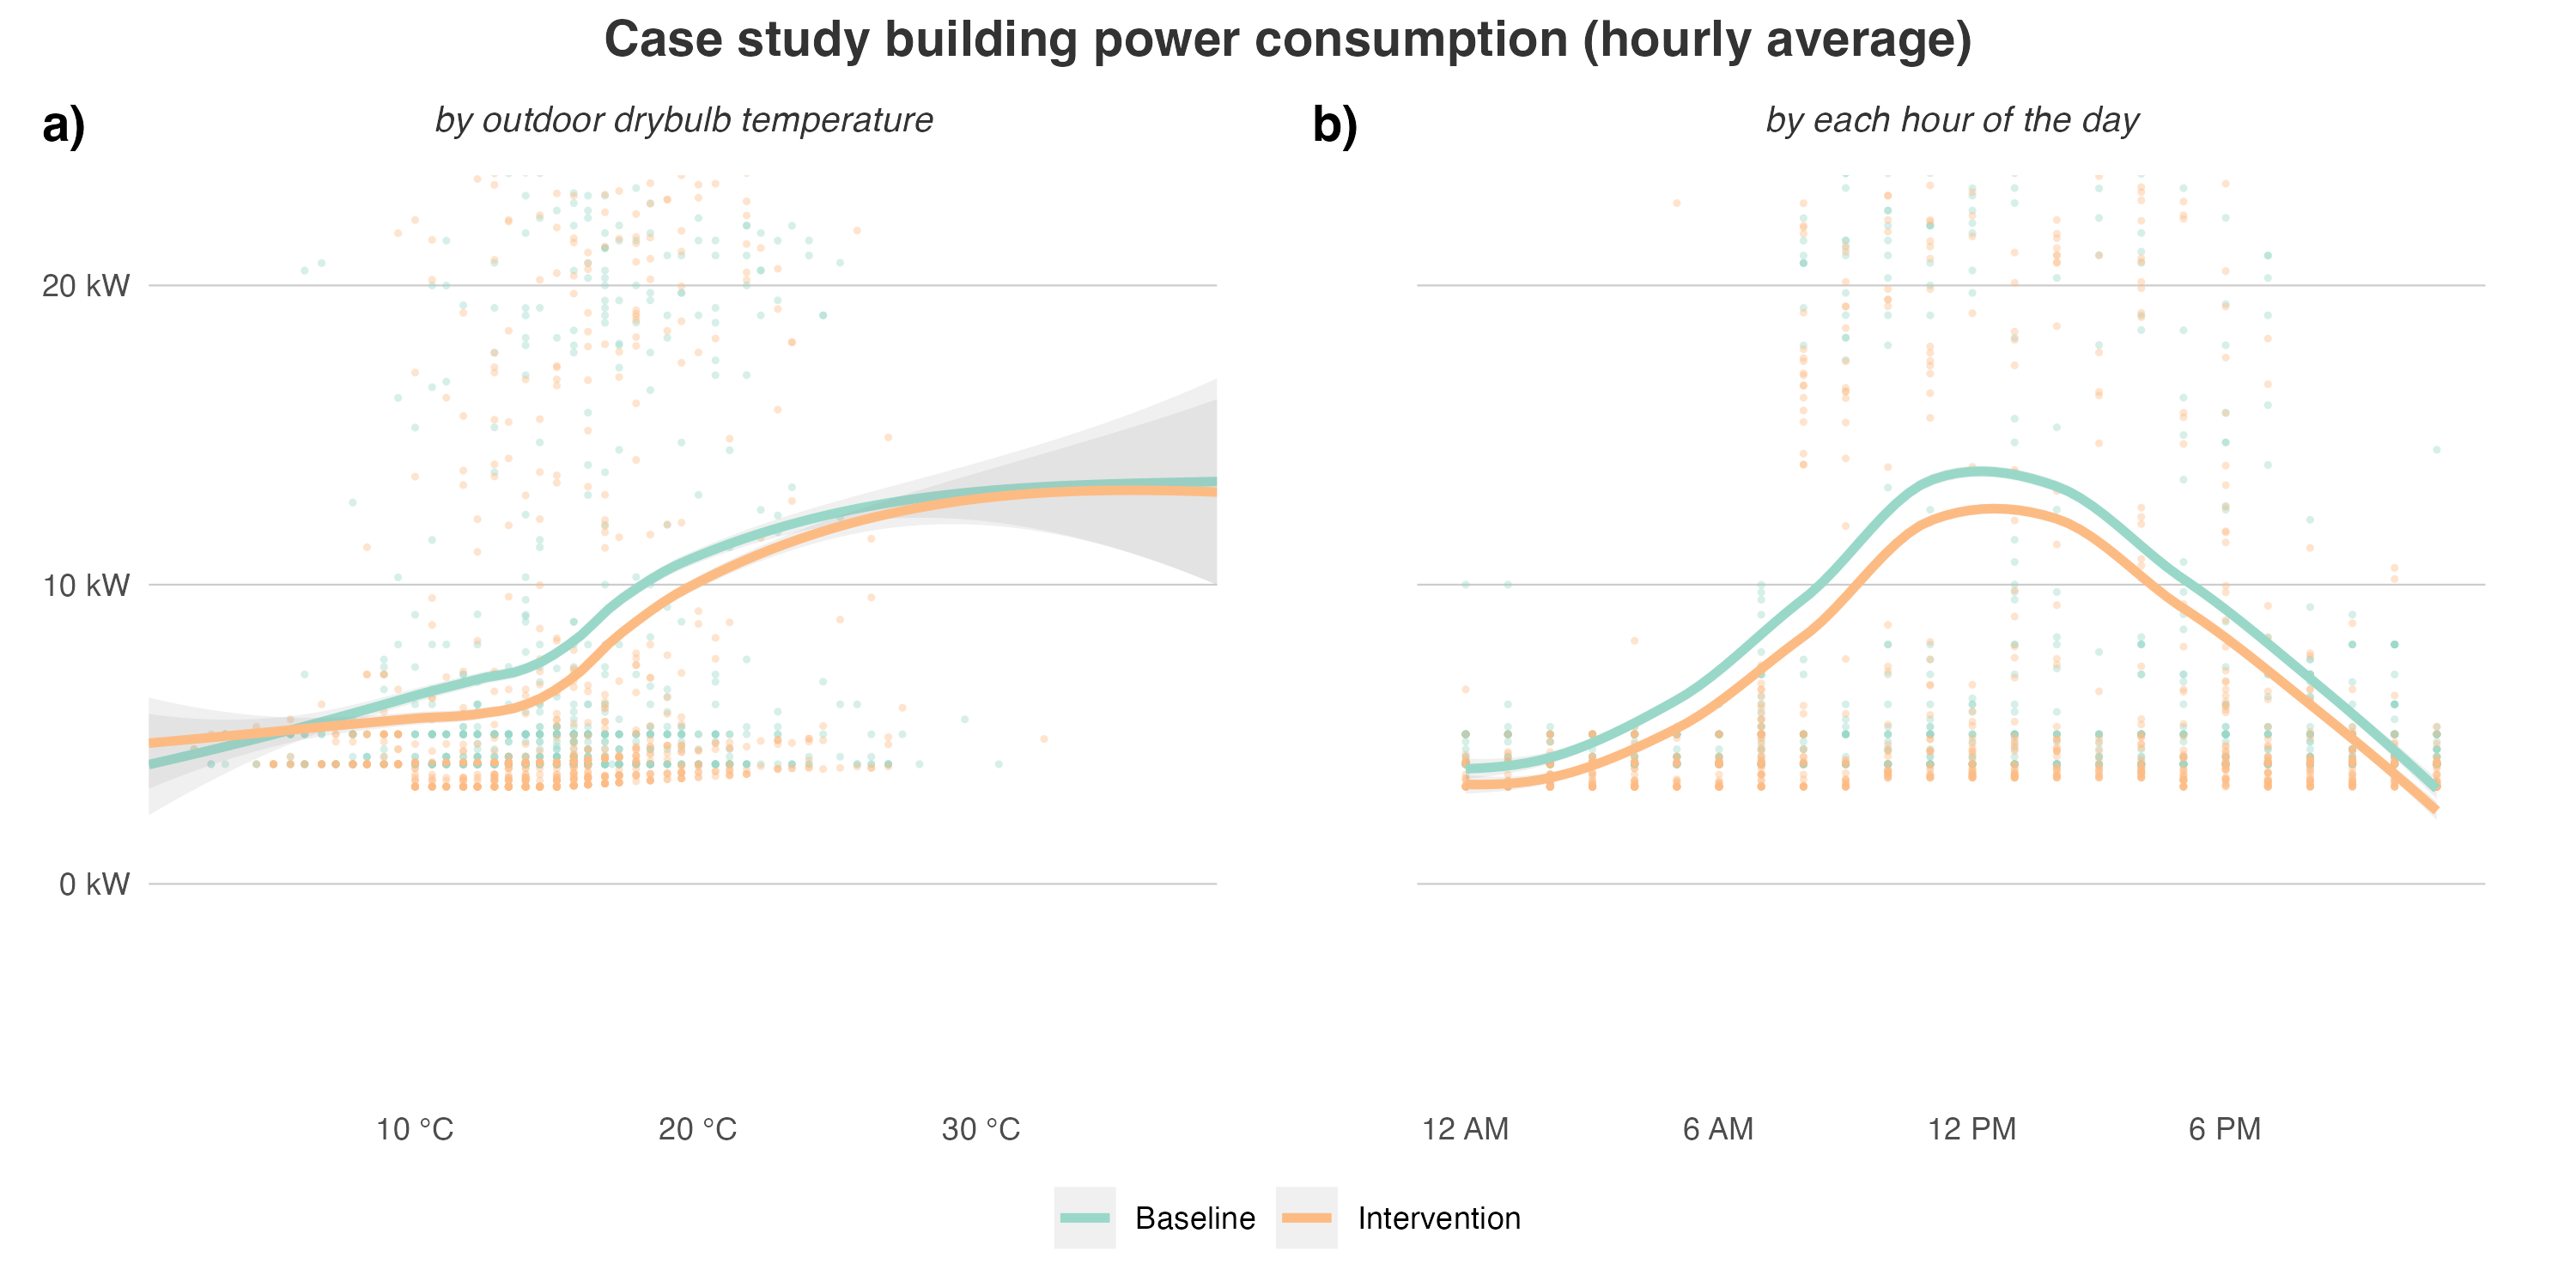 Case study building power consumption (hourly average)
a)
by outdoor drybulb temperature
b)
by each hour of the day
20 kW
10 kW
0 kW
10 °C
20 °C
30 °C
12 AM
6 AM
12 PM
6 PM
Baseline
Intervention